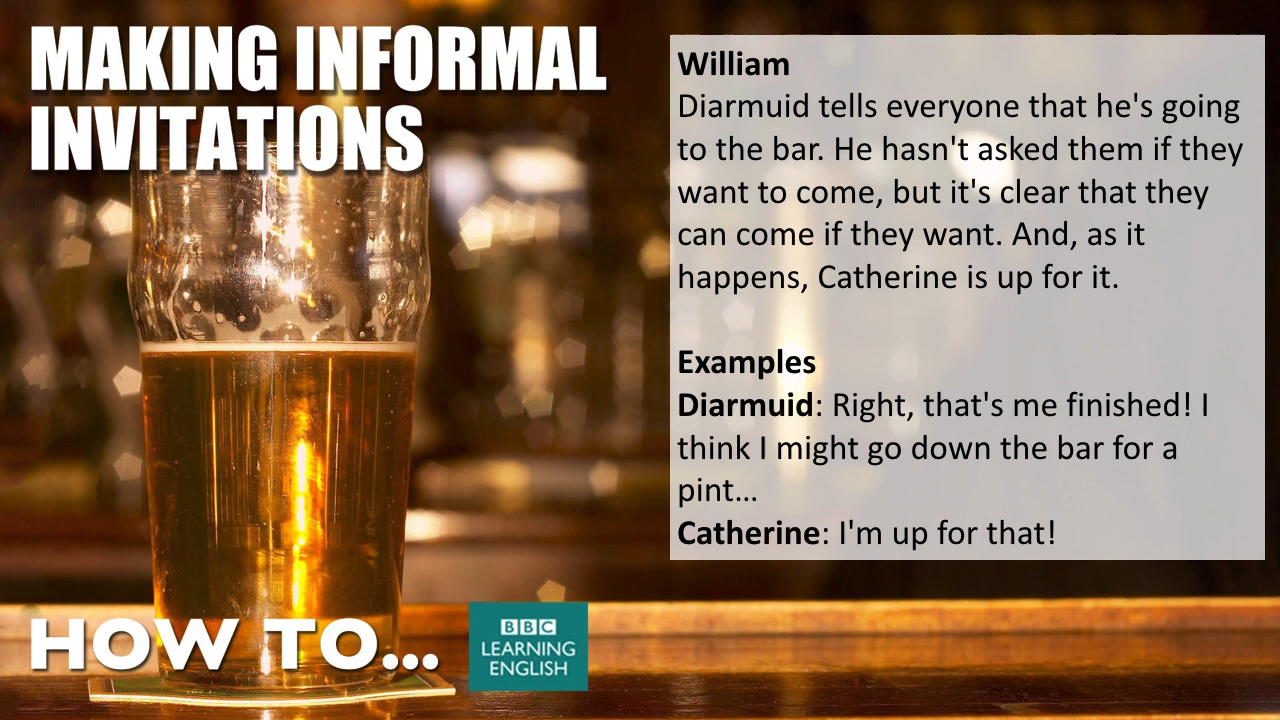 MAKING INFORMAL
INVITATIONS
William
Diarmuid tells everyone that he's going
to the bar. He hasn't asked them if they
want to come, but it's clear that they
can come if they want. And, as it
happens, Catherine is up for it.
Examples
Diarmuid: Right, that's me finished! I
think I might go down the bar for a
pint...
Catherine: I'm up for that!
HOW TO...
BBC
LEARNING
ENGLISH